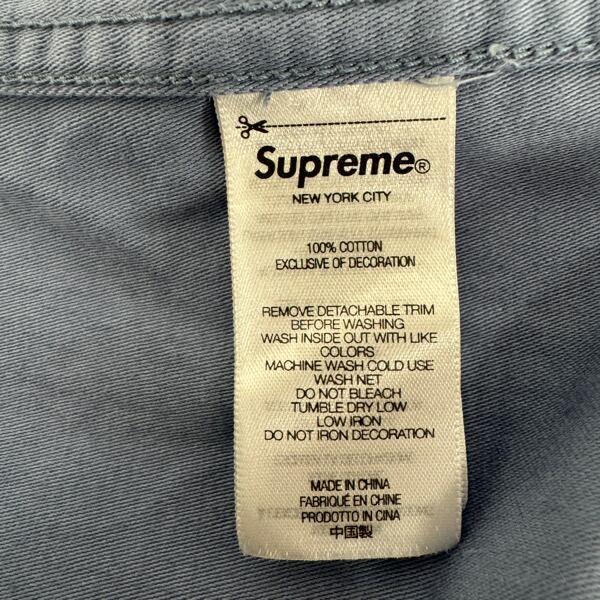 Supreme®
NEW YORK CITY
100% COTTON
EXCLUSIVE OF DECORATION
REMOVE DETACHABLE TRIM
BEFORE WASHING
WASH INSIDE OUT WITH LIKE
COLORS
MACHINE WASH COLD USE
WASH NET
DO NOT BLEACH
TUMBLE DRY LOW
LOW IRON
DO NOT IRON DECORATION
MADE IN CHINA
FABRIQUÉ EN CHINE
PRODOTTO IN CINA
中国製